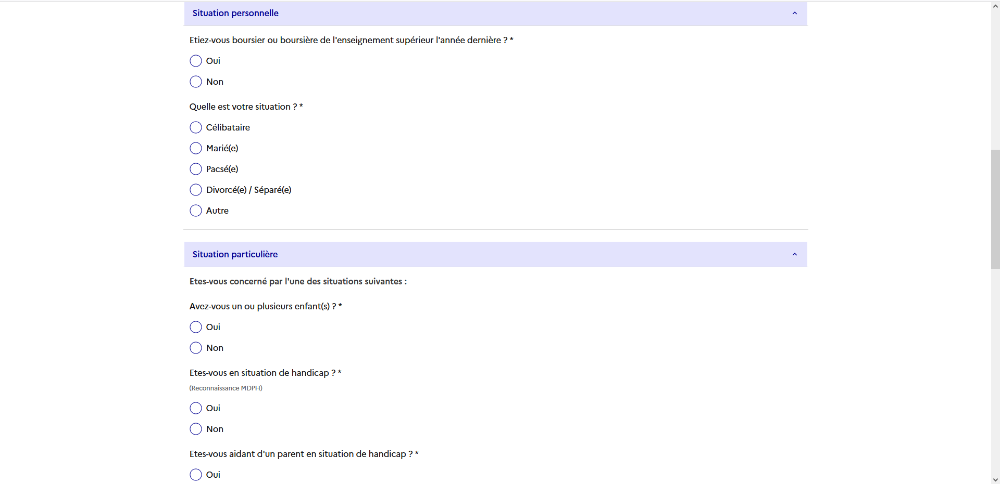 Situation personnelle
Etiez-vous boursier ou boursière de l'enseignement supérieur l'année dernière ? *
Oui
Non
Quelle est votre situation ? *
Célibataire
Marié(e)
Pacsé(e)
Divorcé(e) / Séparé(e)
Autre
Situation particulière
Etes-vous concerné par l'une des situations suivantes :
Avez-vous un ou plusieurs enfant(s) ? *
Oui
Non
Etes-vous en situation de handicap ? *
(Reconnaissance MDPH)
Oui
Non
Etes-vous aidant d'un parent en situation de handicap ? *
Oui